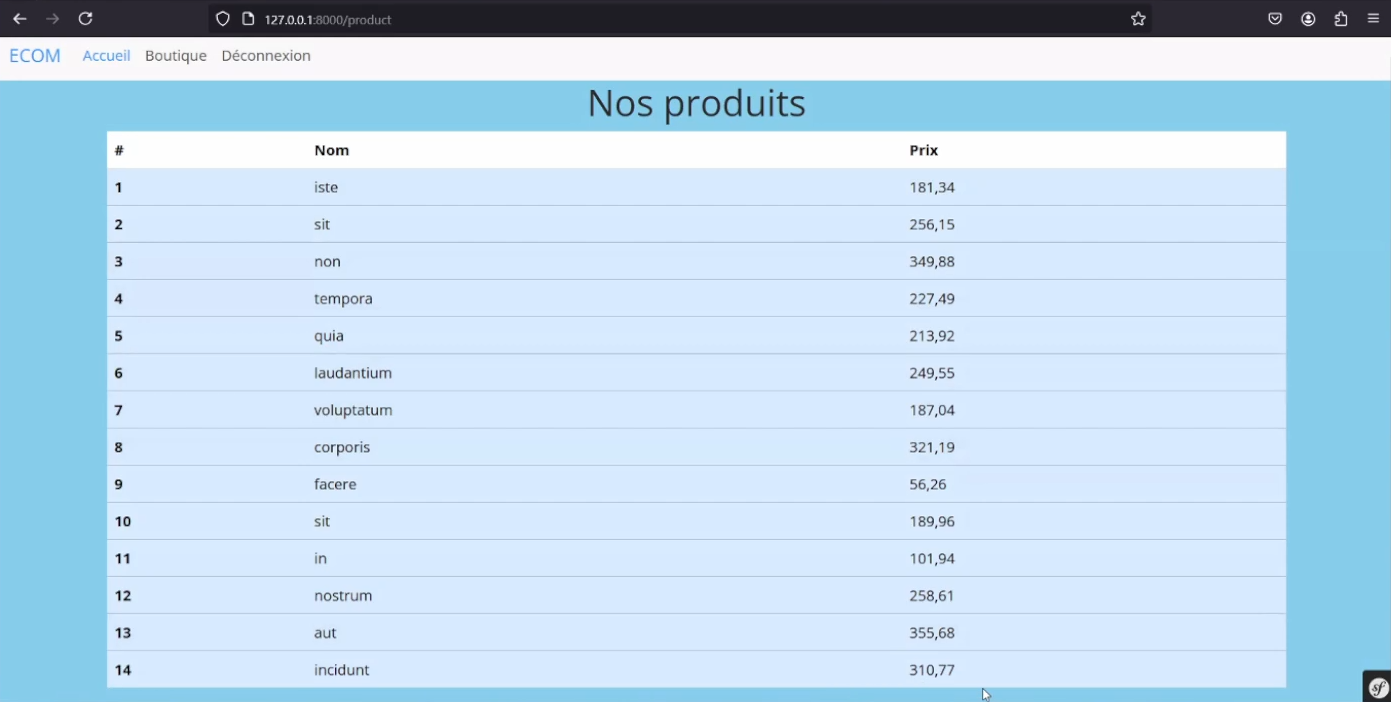 127.0.0.1:8000/product
ECOM Accueil Boutique Déconnexion
Nos produits
# Nom Prix
1 iste 181,34
2 sit 256,15
3 non 349,88
4 tempora 227,49
5 quia 213,92
6 laudantium 249,55
7 voluptatum 187,04
8 corporis 321,19
9 facere 56,26
10 sit 189,96
11 in 101,94
12 nostrum 258,61
13 aut 355,68
14 incidunt 310,77
sf